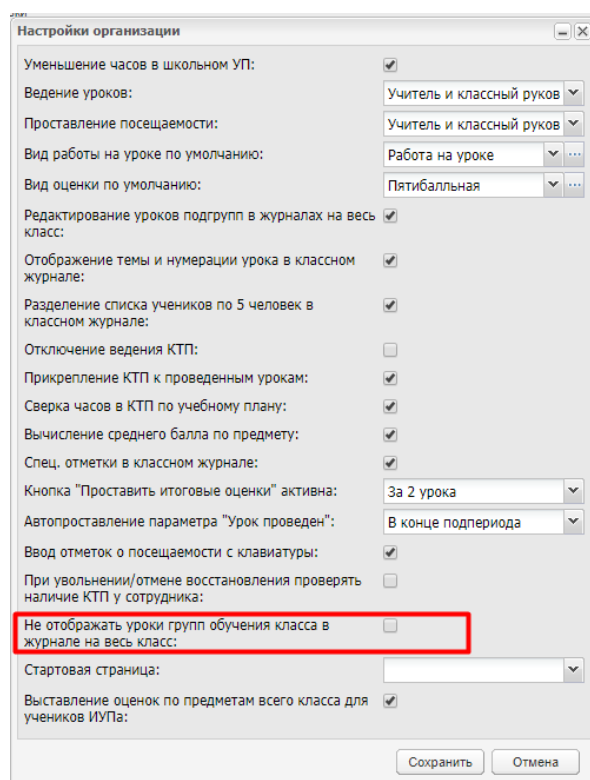 Настройки организации
Уменьшение часов в школьном УП:
Ведение уроков: Учитель и классный руков
Проставление посещаемости: Учитель и классный руков
Вид работы на уроке по умолчанию: Работа на уроке
Вид оценки по умолчанию: Пятибалльная
Редактирование уроков подгрупп в журналах на весь
класс:
Отображение темы и нумерации урока в классном
журнале:
Разделение списка учеников по 5 человек в
классном журнале:
Отключение ведения КТП:
Прикрепление КТП к проведенным урокам:
Сверка часов в КТП по учебному плану:
Вычисление среднего балла по предмету:
Спец. отметки в классном журнале:
Кнопка "Проставить итоговые оценки" активна: За 2 урока
Автопроставление параметра "Урок проведен": В конце подпериода
Ввод отметок о посещаемости с клавиатуры:
При увольнении/отмене восстановления проверять
наличие КТП у сотрудника:
Не отображать уроки групп обучения класса в
журнале на весь класс:
Стартовая страница:
Выставление оценок по предметам всего класса для
учеников ИУПа:
Сохранить Отмена